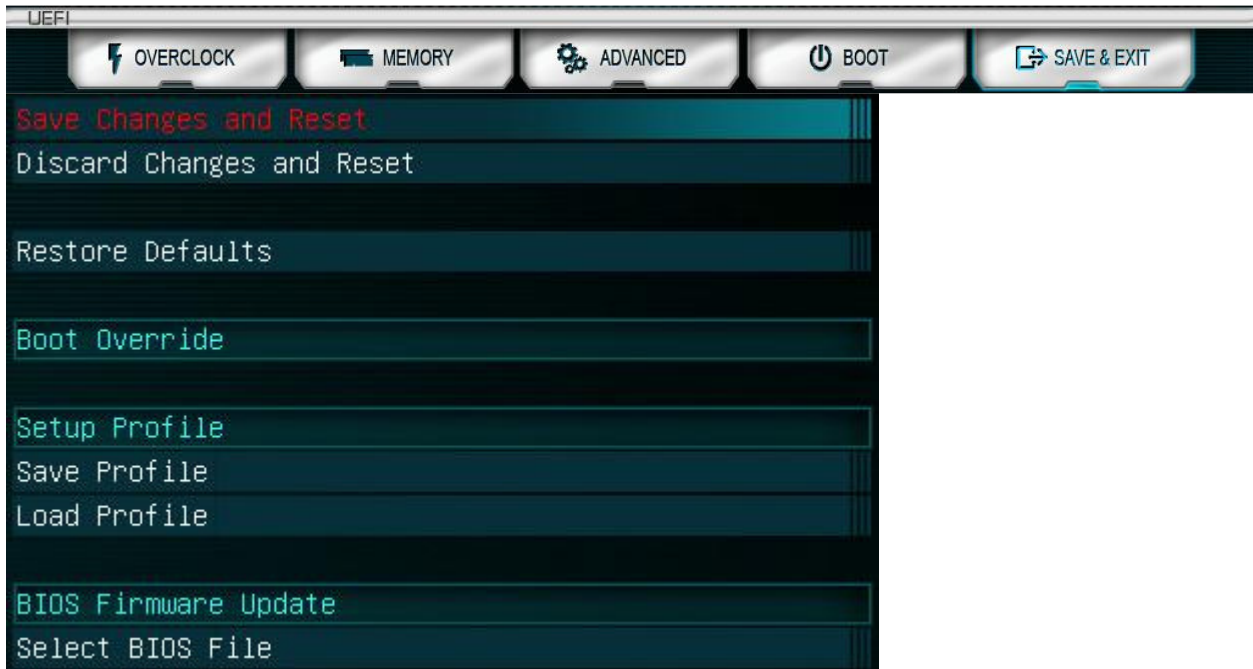 UEFI
OVERCLOCK MEMORY ADVANCED BOOT SAVE & EXIT
Save Changes and Reset
Discard Changes and Reset
Restore Defaults
Boot Override
Setup Profile
Save Profile
Load Profile
BIOS Firmware Update
Select BIOS File